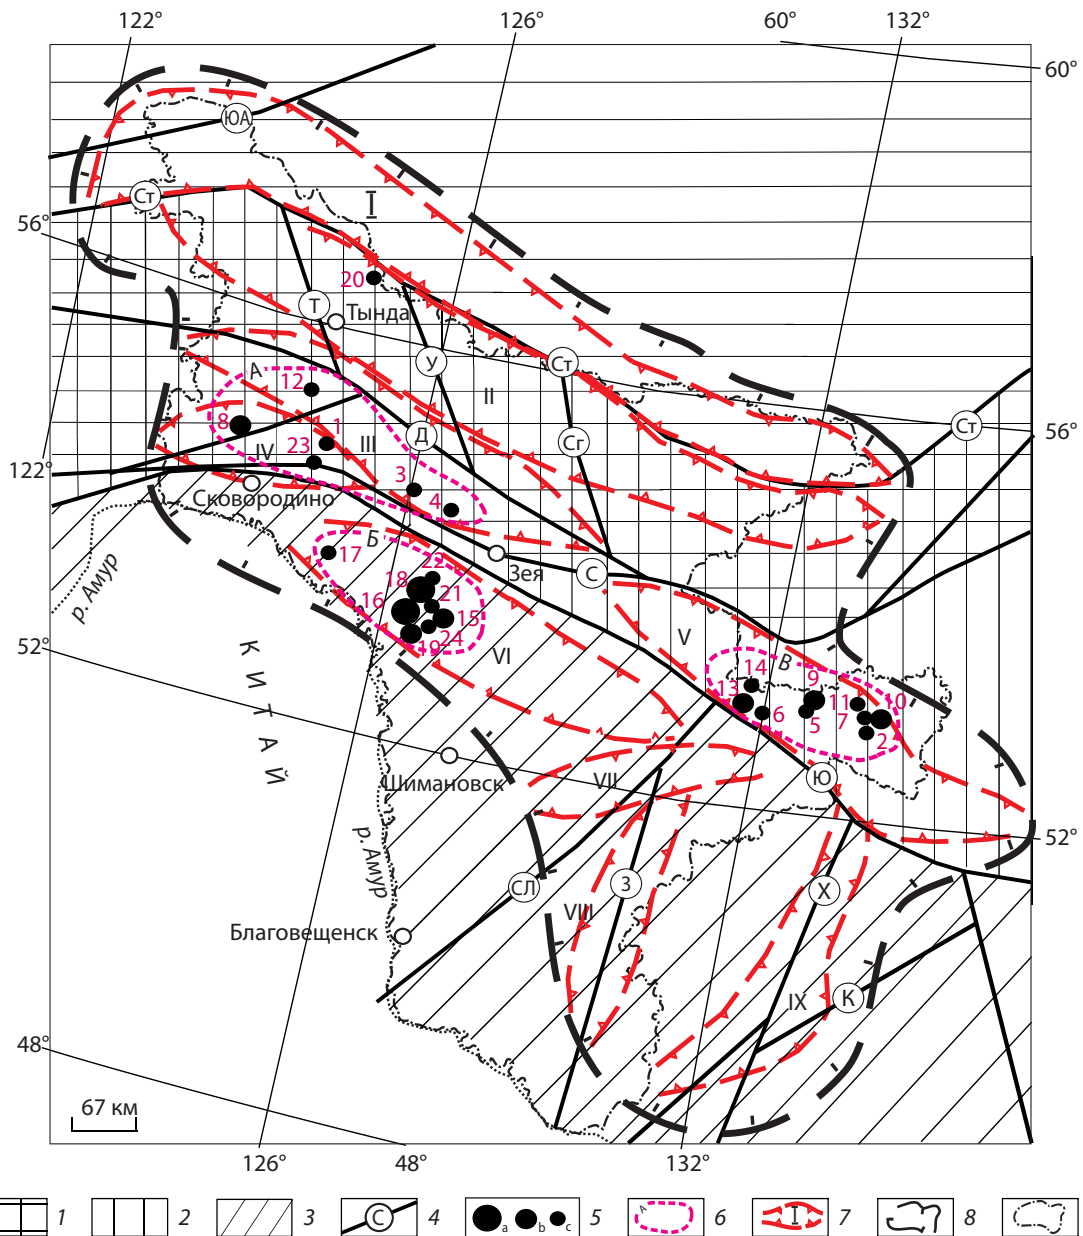 122°
126°
60°
132°
60°
ЮА
Ст
I
56°
20
Т
Тында
У
Ст
II
А
12
8
1
Д
Сг
Ст
56°
IV
23
III
122°
3
Сковородино
4
Б
17
Зея
С
22
18
21
16
15
19
24
р. Амур
52°
VI
V
В
14
9
13
11
10
6
5
7
2
КИТАЙ
Шимановск
VII
Ю
52°
р. Амур
СЛ
З
Х
VIII
Благовещенск
IX
К
48°
67 км
126°
48°
132°
1
2
3
С
4
a
b
c
5
А
6
I
7
8